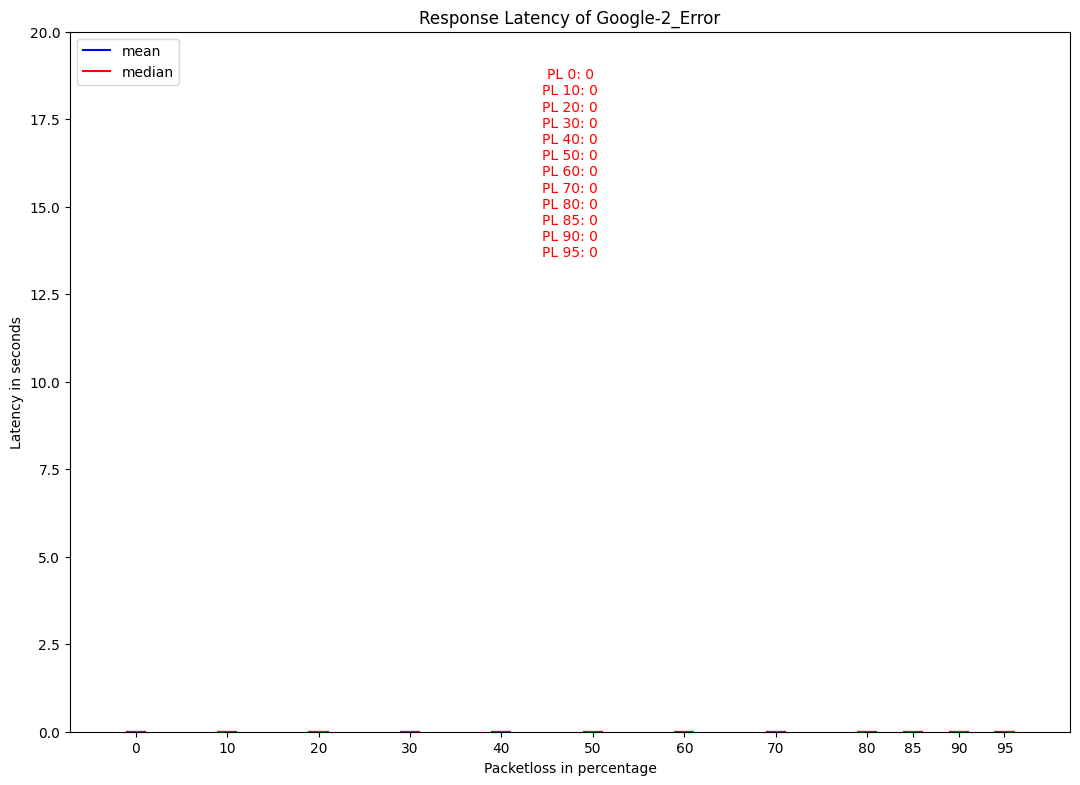 Response Latency of Google-2_Error
mean
median
PL 0: 0
PL 10: 0
PL 20: 0
PL 30: 0
PL 40: 0
PL 50: 0
PL 60: 0
PL 70: 0
PL 80: 0
PL 85: 0
PL 90: 0
PL 95: 0
20.0
17.5
15.0
12.5
10.0
7.5
5.0
2.5
0.0
Latency in seconds
0 10 20 30 40 50 60 70 80 85 90 95
Packetloss in percentage